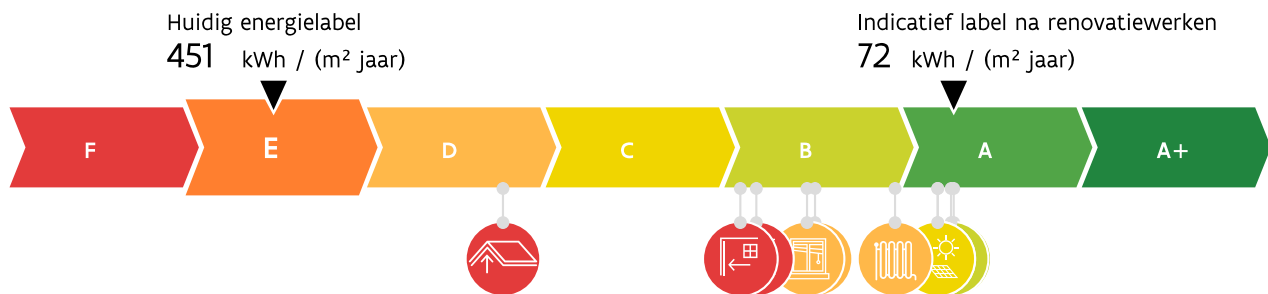 Huidig energielabel
451 kWh / (m² jaar)
Indicatief label na renovatiewerken
72 kWh / (m² jaar)
F E D C B A A+